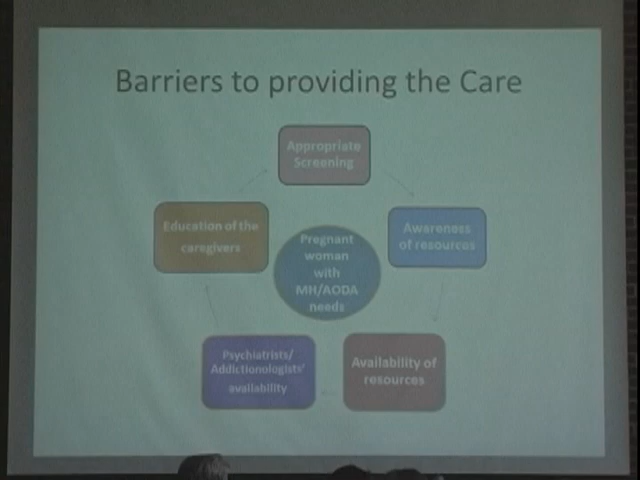 Barriers to providing the Care
Appropriate
Screening
Education of the
caregivers
Awareness
of resources
Pregnant
woman
with
MH/AODA
needs
Psychiatrists/
Addictionologists'
availability
Availability of
resources